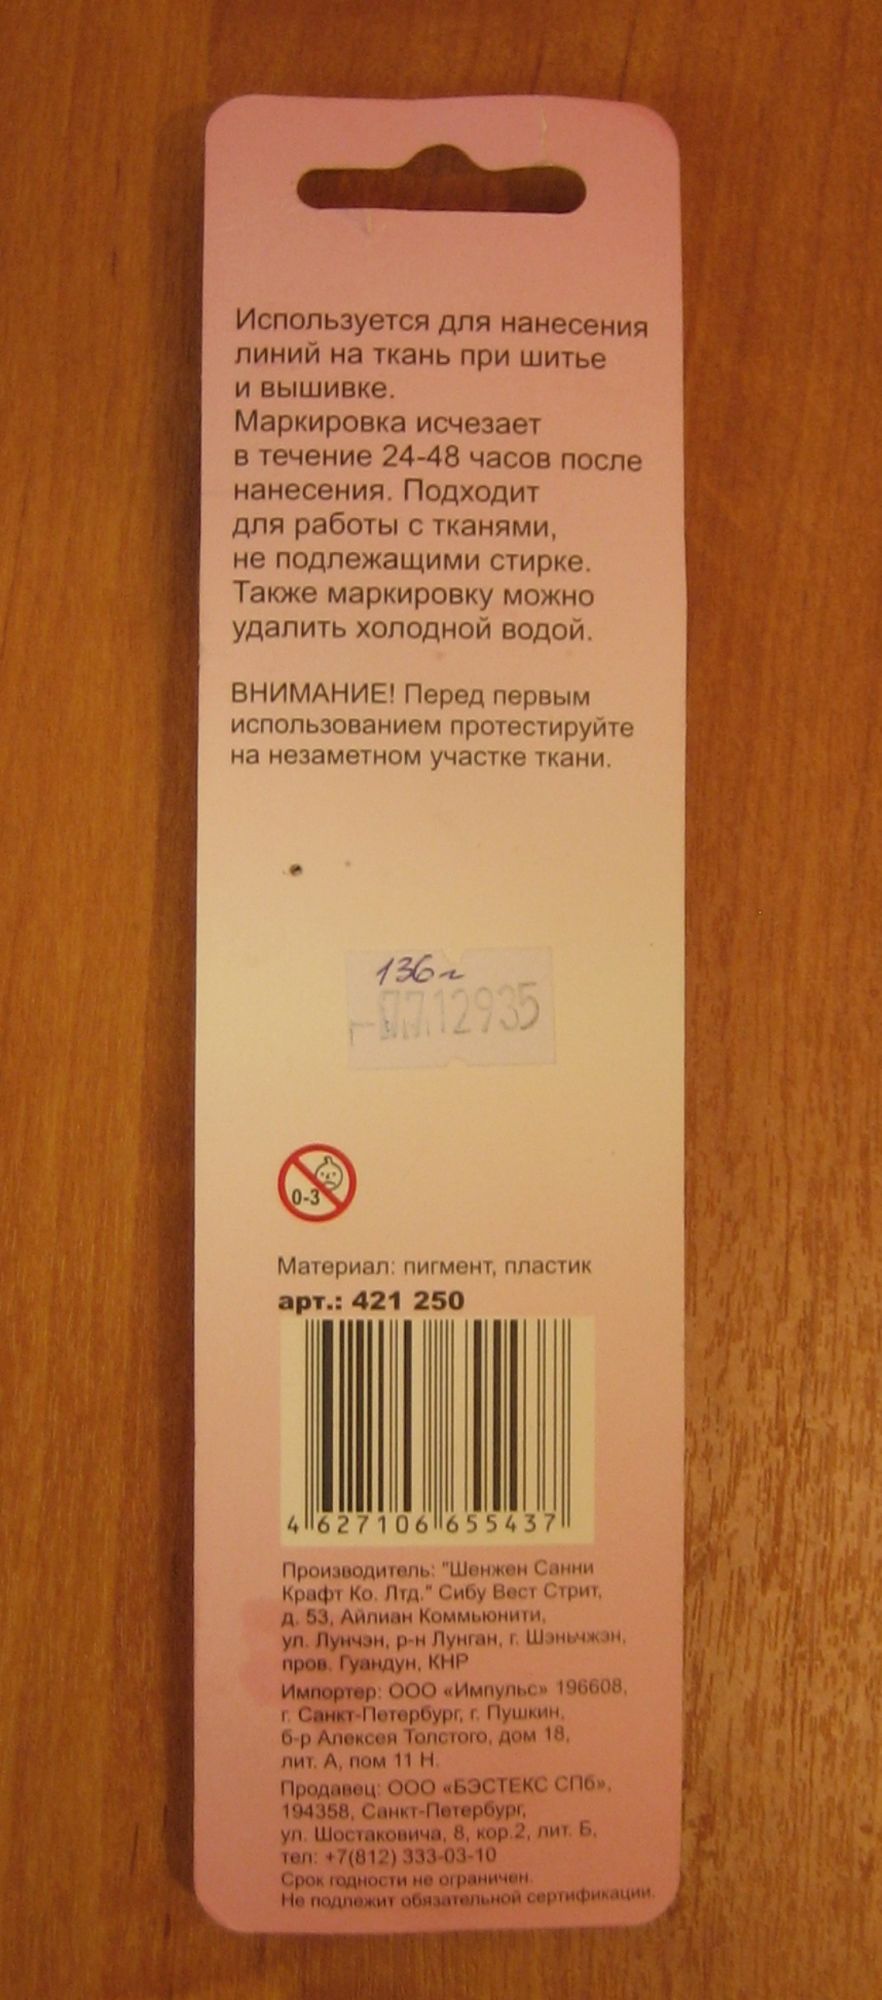 Используется для нанесения
линий на ткань при шитье
и вышивке.
Маркировка исчезает
в течение 24-48 часов после
нанесения. Подходит
для работы с тканями,
не подлежащими стирке.
Также маркировку можно
удалить холодной водой.
ВНИМАНИЕ! Перед первым
использованием протестируйте
на незаметном участке ткани.
136
12935
0-3
Материал: пигмент, пластик
арт.: 421 250
4 627106 655437
Производитель: "Шенжен Санни
Крафт Ко. Лтд." Сибу Вест Стрит,
д. 53, Айлиан Коммьюнити,
ул. Лунчэн, р-н Лунган, г. Шэньчжэн,
пров. Гуандун, КНР
Импортер: ООО «Импульс» 196608,
г. Санкт-Петербург, г. Пушкин,
б-р Алексея Толстого, дом 18,
лит. А, пом 11 Н.
Продавец: ООО «БЭСТЕКС СПб»,
194358, Санкт-Петербург,
ул. Шостаковича, 8, кор.2, лит. Б,
тел: +7(812) 333-03-10
Срок годности не ограничен.
Не подлежит обязательной сертификации.